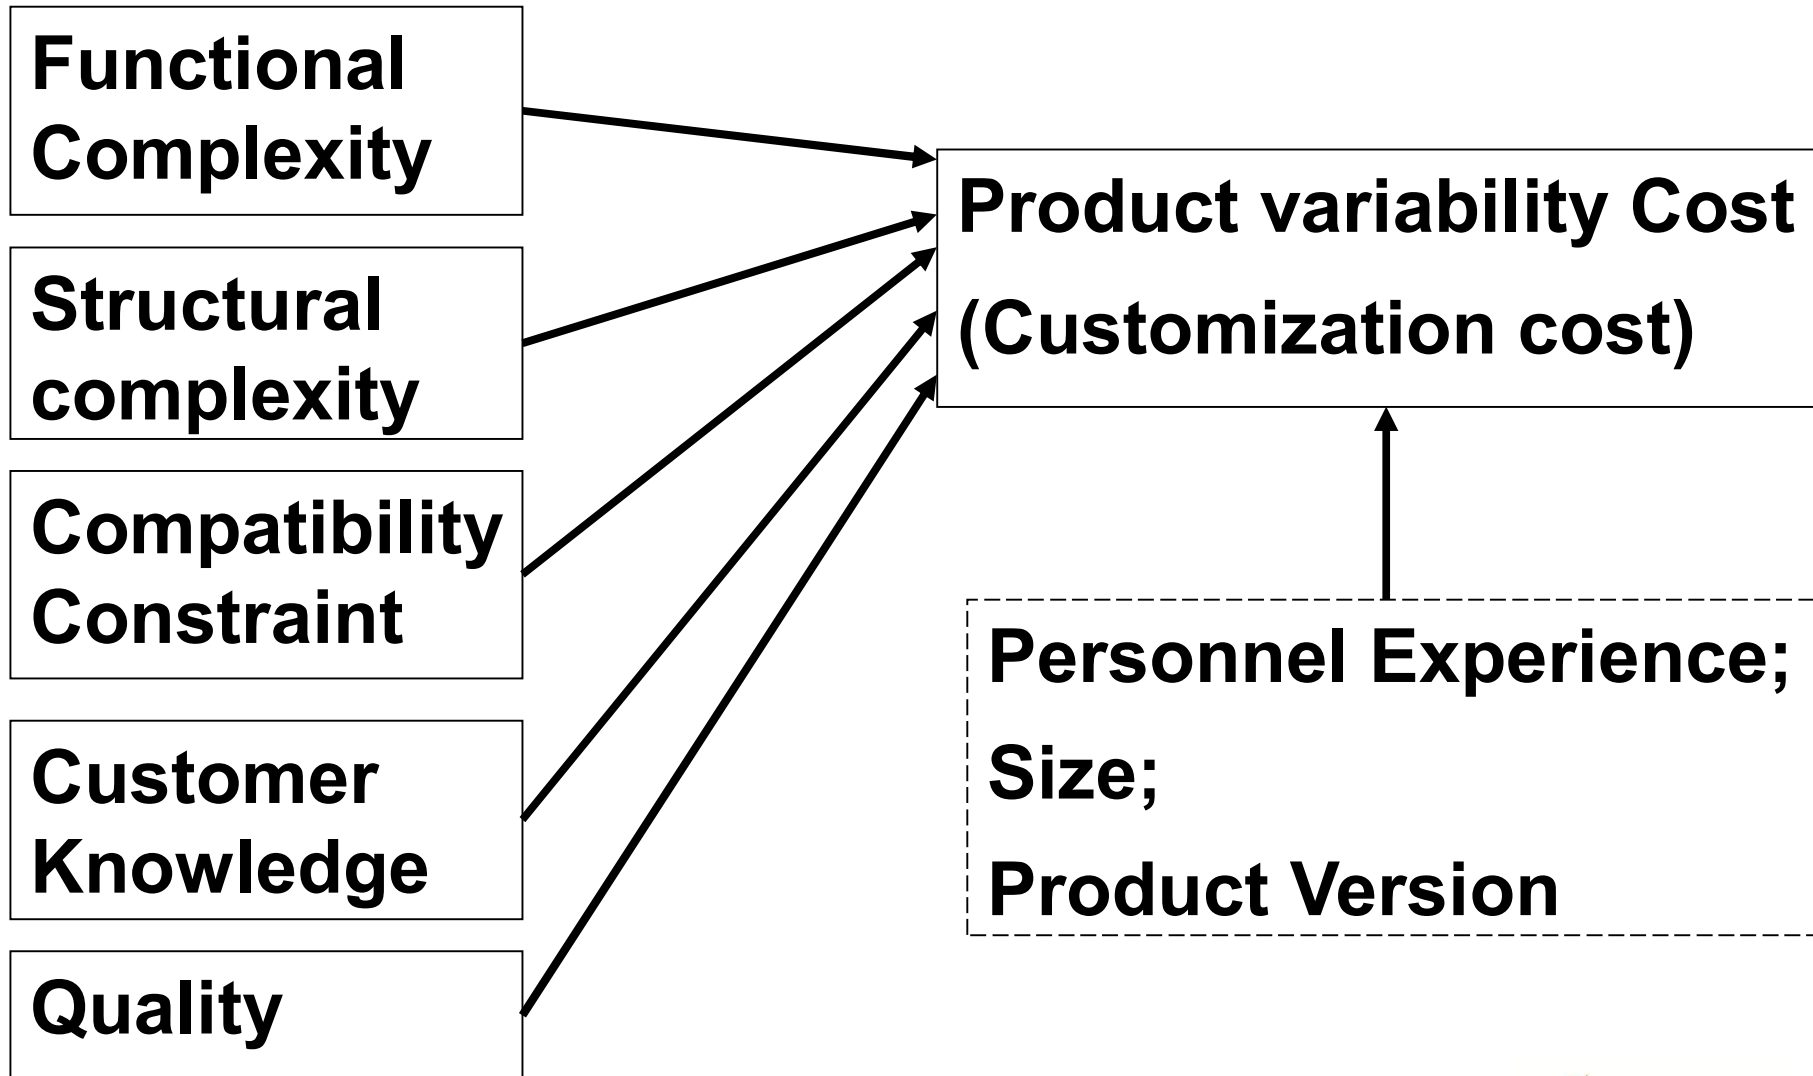 Functional
Complexity
Structural
complexity
Compatibility
Constraint
Customer
Knowledge
Quality
Product variability Cost
(Customization cost)
Personnel Experience;
Size;
Product Version